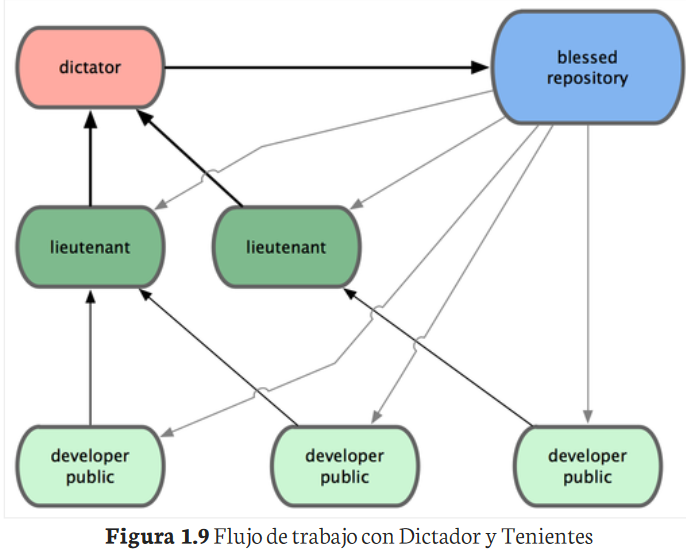 dictator
blessed
repository
lieutenant
lieutenant
developer
public
developer
public
developer
public
Figura 1.9 Flujo de trabajo con Dictador y Tenientes